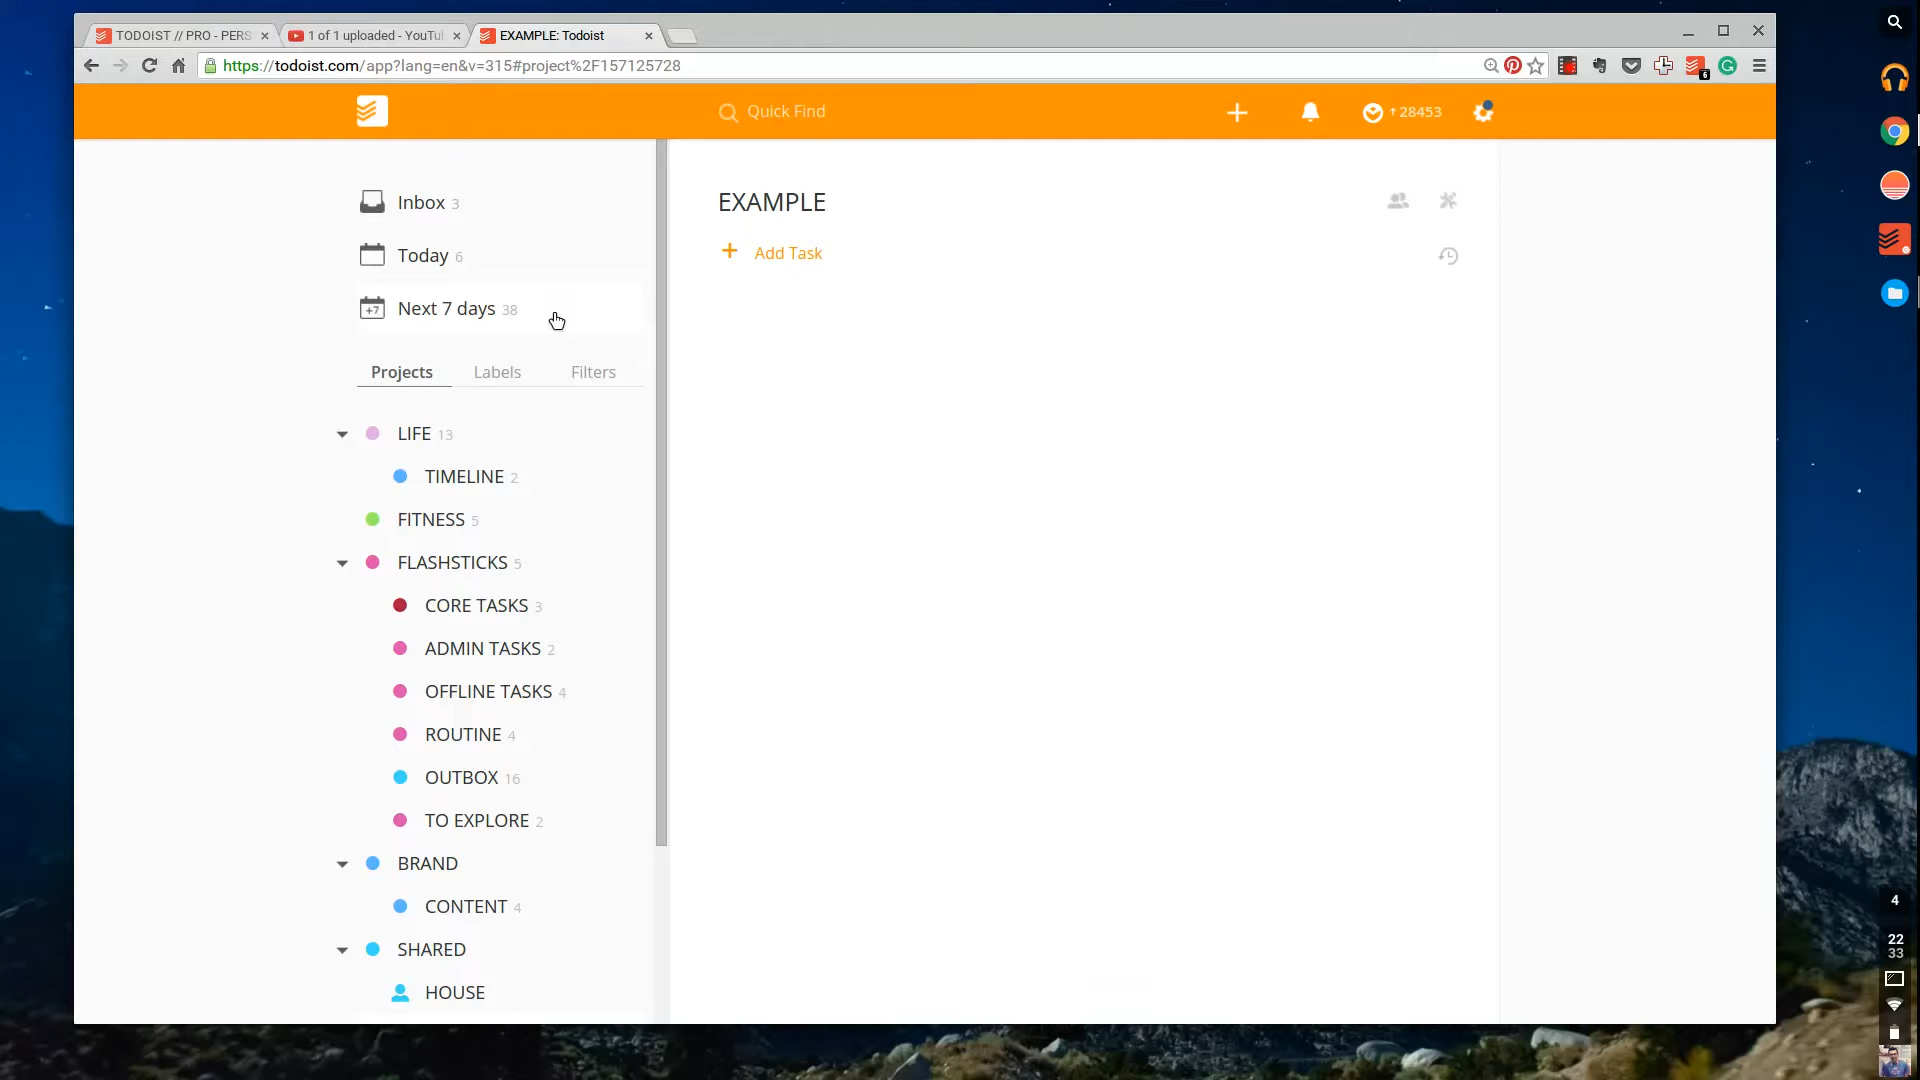 TODOIST // PRO - PERS
1 of 1 uploaded - YouTu
EXAMPLE: Todoist
https://todoist.com/app?lang=en&v=315#project%2F157125728
6
Quick Find
28453
Inbox 3
Today 6
+7 Next 7 days 38
Projects Labels Filters
LIFE 13
TIMELINE 2
FITNESS 5
FLASHSTICKS 5
CORE TASKS 3
ADMIN TASKS 2
OFFLINE TASKS 4
ROUTINE 4
OUTBOX 16
TO EXPLORE 2
BRAND
CONTENT 4
SHARED
HOUSE
EXAMPLE
+ Add Task
4
22
33